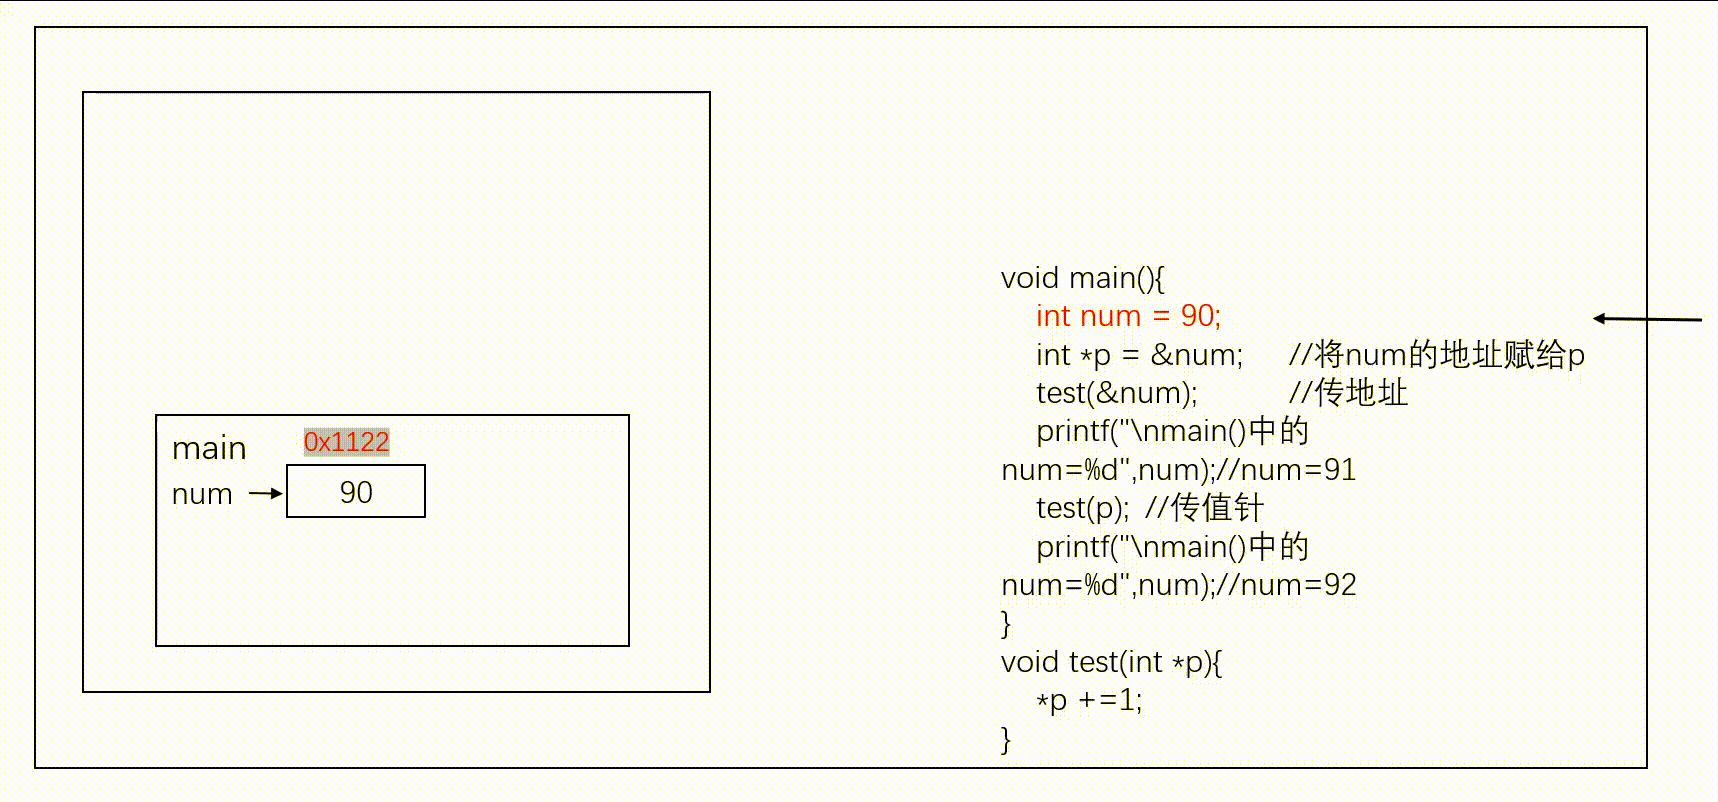 main
0x1122
num
90
void main(){
int num = 90;
int *p = &num; //将num的地址赋给p
test(&num); //传地址
printf("\nmain()中的
num=%d",num);//num=91
test(p); //传值针
printf("\nmain()中的
num=%d",num);//num=92
}
void test(int *p){
*p +=1;
}